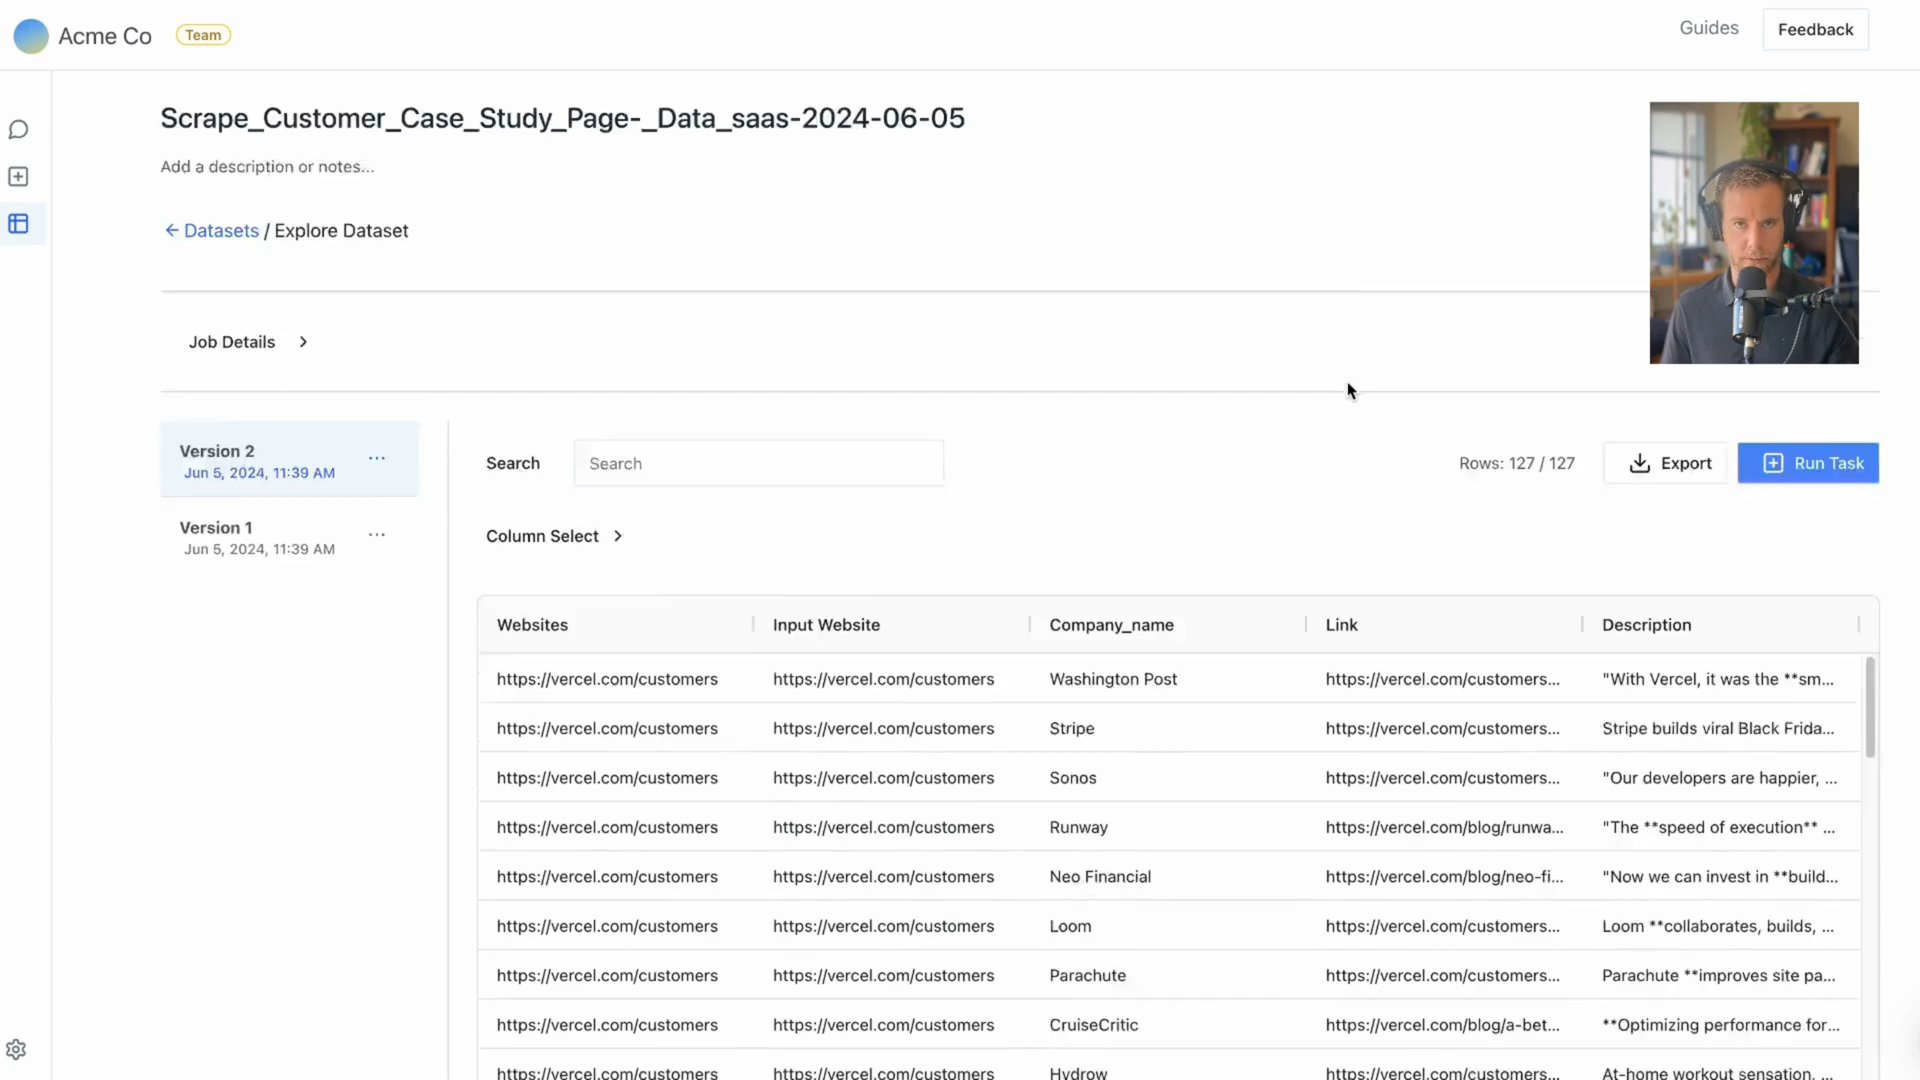 Acme Co
Team
Guides
Feedback
Scrape_Customer_Case_Study_Page-_Data_saas-2024-06-05
Add a description or notes...
← Datasets / Explore Dataset
Job Details
Version 2
Jun 5, 2024, 11:39 AM
Version 1
Jun 5, 2024, 11:39 AM
Search
Search
Rows: 127 / 127
Export
Run Task
Column Select
Websites Input Website Company_name Link Description
https://vercel.com/customers https://vercel.com/customers Washington Post https://vercel.com/customers... "With Vercel, it was the **sm...
https://vercel.com/customers https://vercel.com/customers Stripe https://vercel.com/customers... Stripe builds viral Black Frida...
https://vercel.com/customers https://vercel.com/customers Sonos https://vercel.com/customers... "Our developers are happier, ...
https://vercel.com/customers https://vercel.com/customers Runway https://vercel.com/blog/runwa... "The **speed of execution** ...
https://vercel.com/customers https://vercel.com/customers Neo Financial https://vercel.com/blog/neo-fi... "Now we can invest in **build...
https://vercel.com/customers https://vercel.com/customers Loom https://vercel.com/customers... Loom **collaborates, builds, ...
https://vercel.com/customers https://vercel.com/customers Parachute https://vercel.com/customers... Parachute **improves site pa...
https://vercel.com/customers https://vercel.com/customers CruiseCritic https://vercel.com/blog/a-bet... **Optimizing performance for...
https://vercel.com/customers https://vercel.com/customers Hydrow https://vercel.com/customers... At-home workout sensation, ...